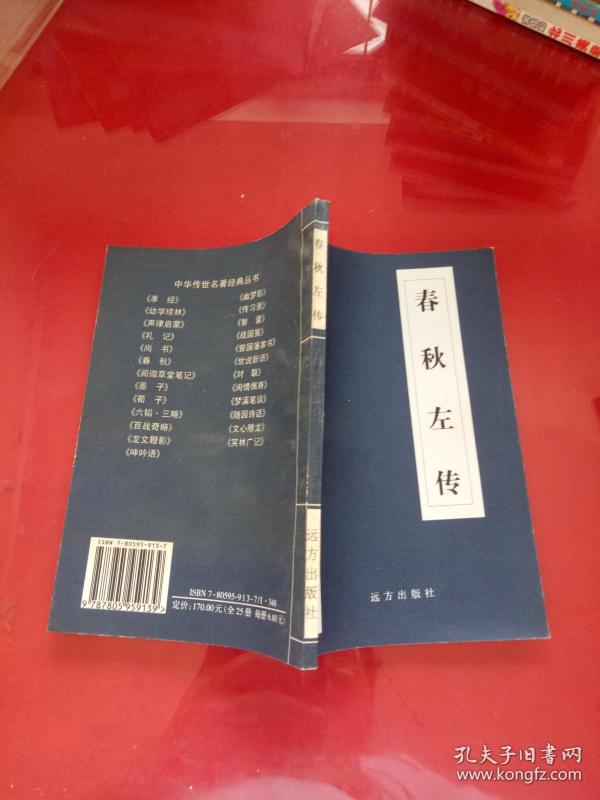 春秋左传
远方出版社
春秋左传
远方出版社
中华传世名著经典丛书
《孝 经》
《幼学琼林》
《声律启蒙》
《礼 记》
《尚 书》
《春 秋》
《阅微草堂笔记》
《墨 子》
《荀 子》
《六韬·三略》
《百战奇略》
《龙文鞭影》
《呻吟语》
《幽梦影》
《传习录》
《智 囊》
《战国策》
《曾国藩家书》
《世说新语》
《对 联》
《闲情偶寄》
《梦溪笔谈》
《随园诗话》
《文心雕龙》
《笑林广记》
ISBN 7-80595-913-7
9 787805 959139
ISBN 7-80595-913-7/I·348
定价:170.00元(全25册 每册6.80元)
孔夫子旧书网
www.kongfz.com